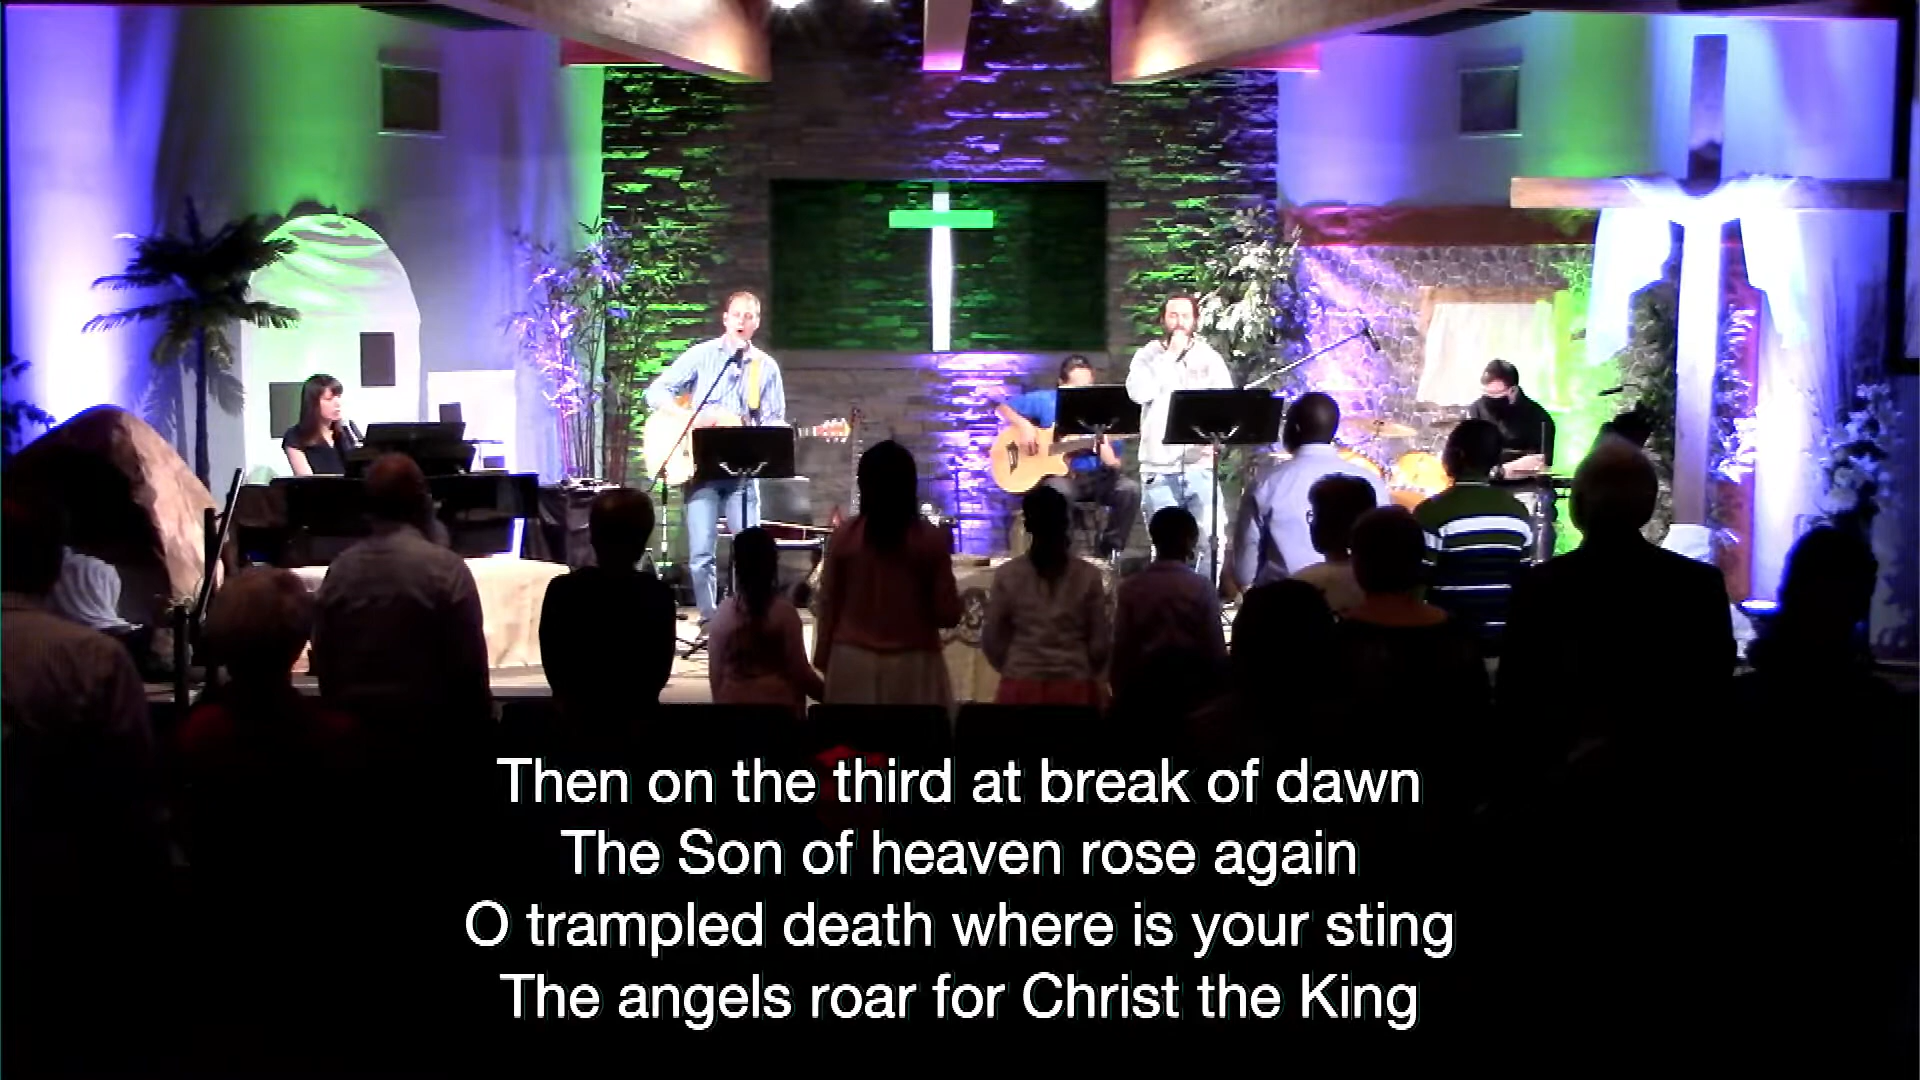 Then on the third at break of dawn
The Son of heaven rose again
O trampled death where is your sting
The angels roar for Christ the King